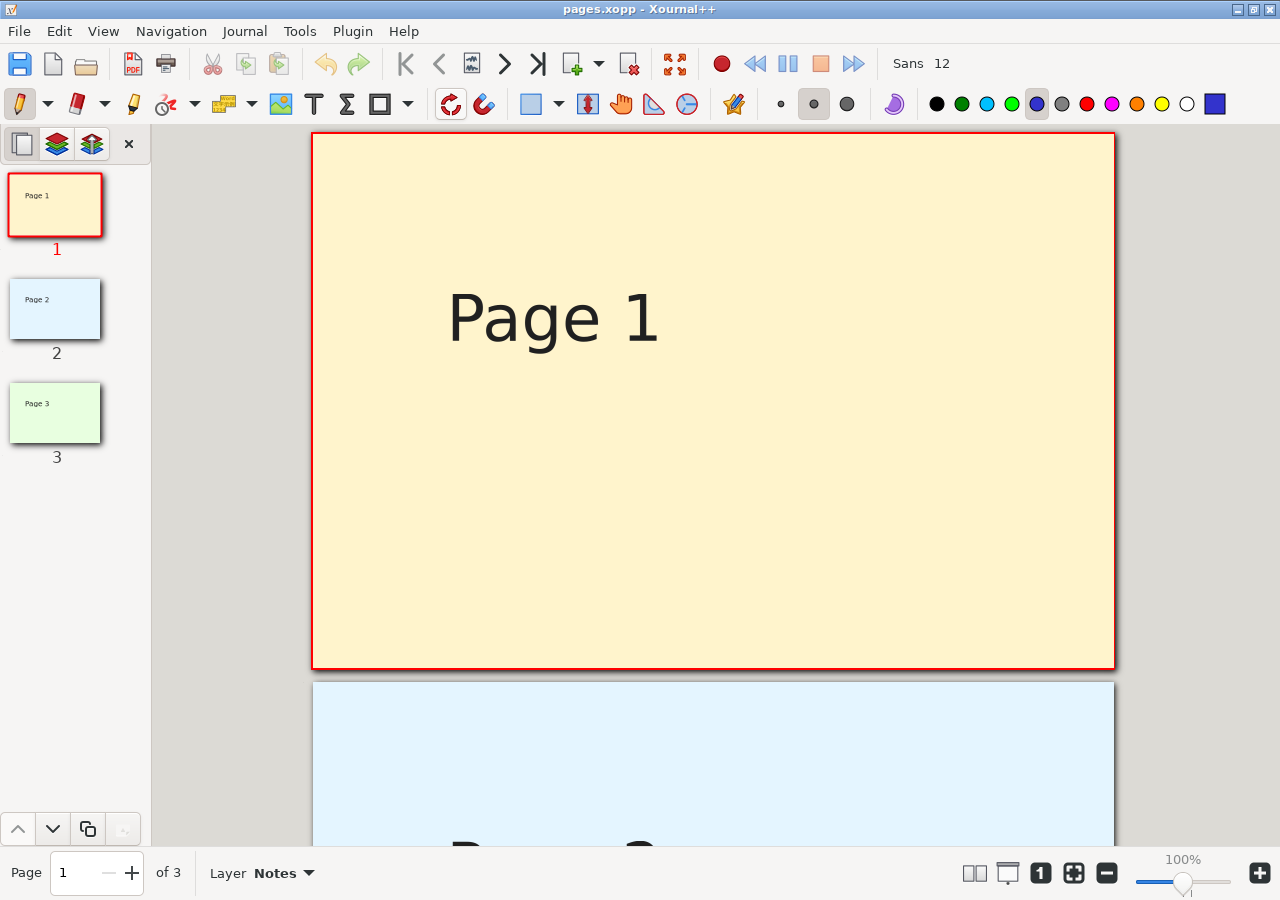 pages.xopp - Xournal++
File Edit View Navigation Journal Tools Plugin Help
Sans 12
Page 1
1
Page 2
2
Page 3
3
Page 1
Page 1 of 3
Layer Notes
1
100%